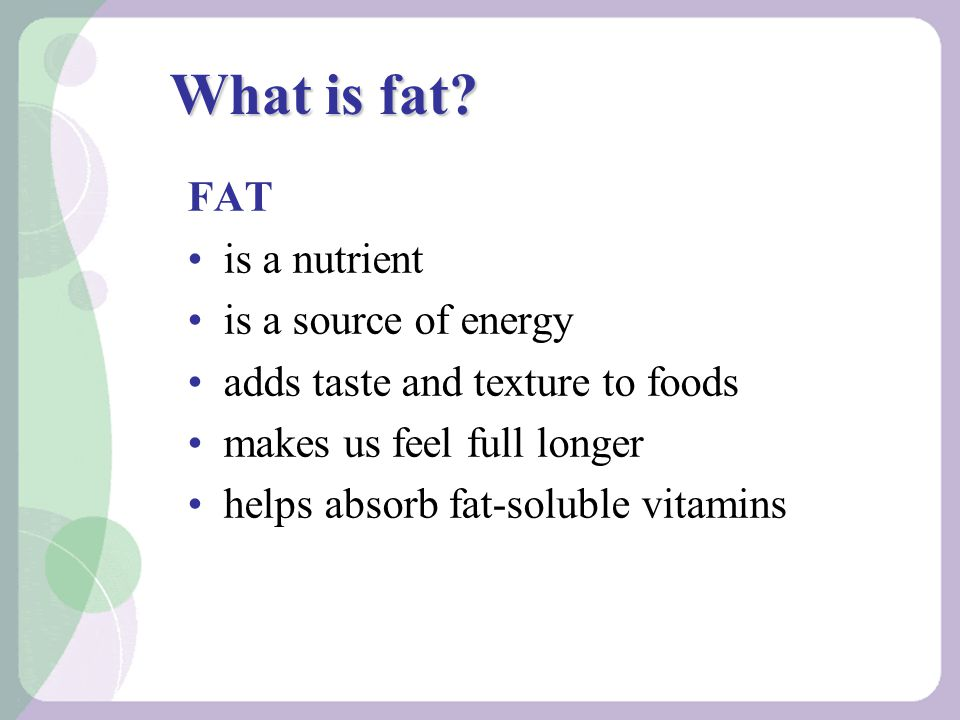 What is fat?
FAT
• is a nutrient
• is a source of energy
• adds taste and texture to foods
• makes us feel full longer
• helps absorb fat-soluble vitamins